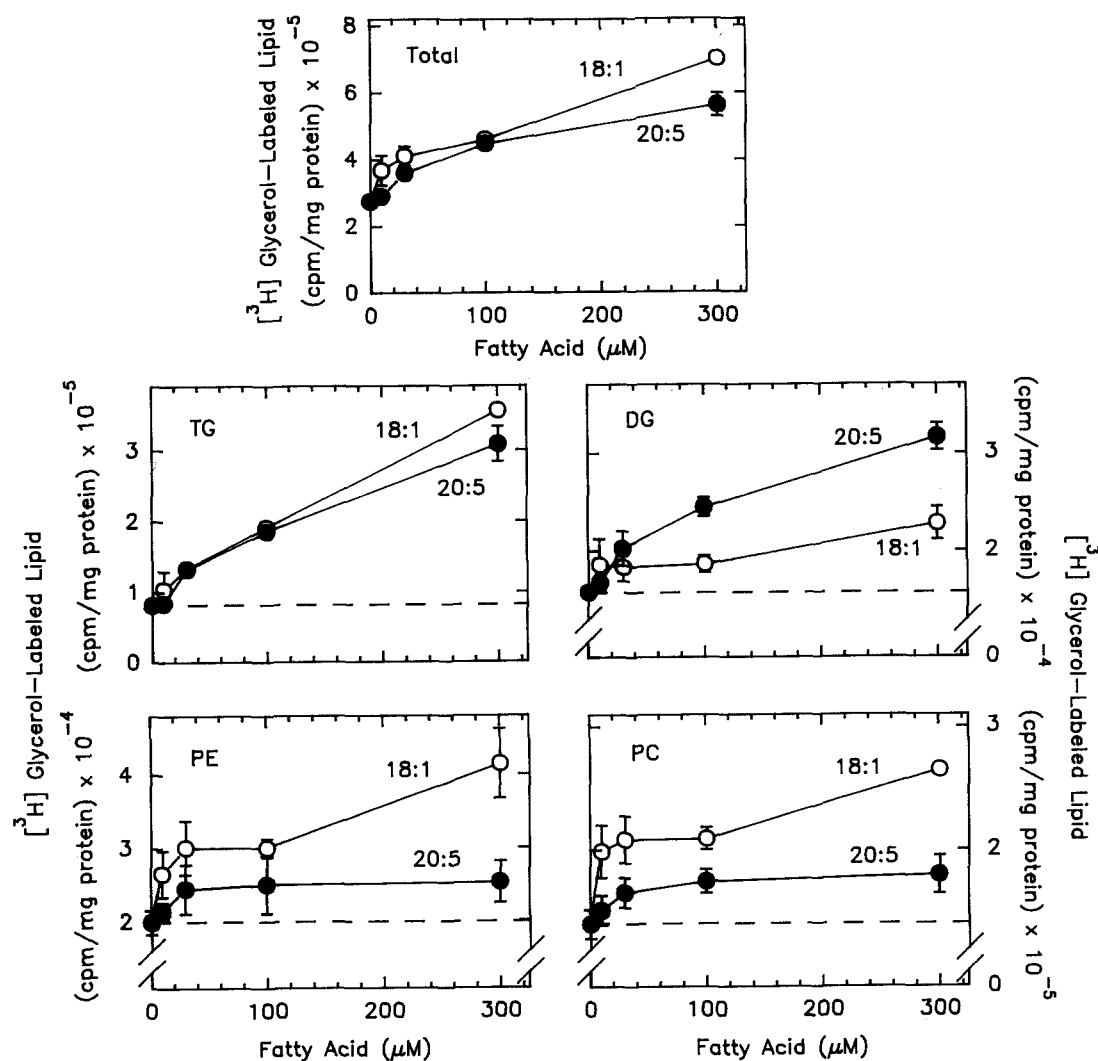 [³H] Glycerol-Labeled Lipid
(cpm/mg protein) x 10⁻⁵
8
6
4
2
0
Total
18:1
20:5
0 100 200 300
Fatty Acid (μM)
[³H] Glycerol-Labeled Lipid
(cpm/mg protein) x 10⁻⁵
3
2
1
0
TG
18:1
20:5
DG
20:5
18:1
3
2
0
(cpm/mg protein) x 10⁻⁴
[³H] Glycerol-Labeled Lipid
(cpm/mg protein) x 10⁻⁴
4
3
2
PE
18:1
20:5
0 100 200 300
Fatty Acid (μM)
PC
18:1
20:5
3
2
0
(cpm/mg protein) x 10⁻⁵
0 100 200 300
Fatty Acid (μM)